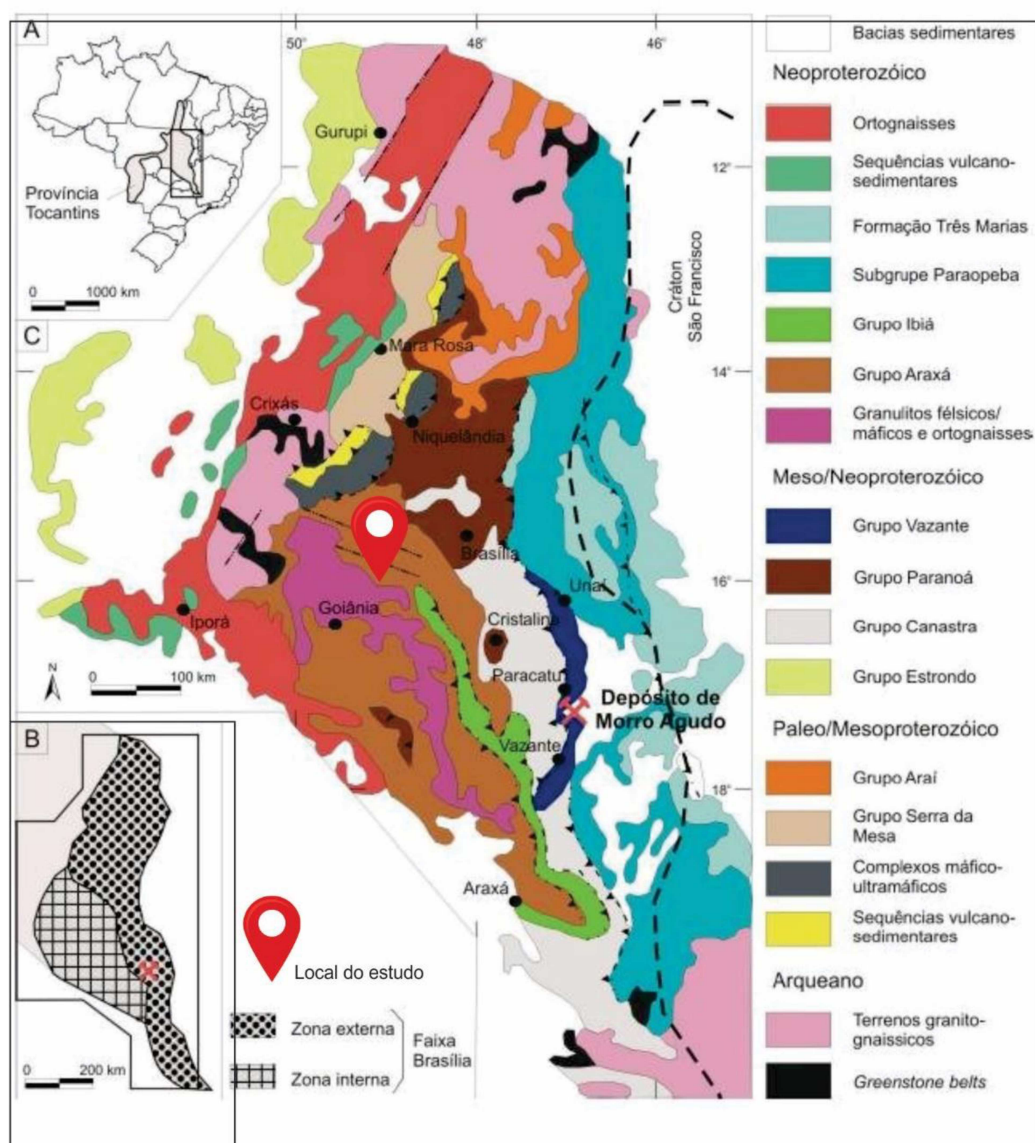 A
50°
48°
46°
Gurupi
12°
Província
Tocantins
0 1000 km
Cráton
São Francisco
C
Mara Rosa
14°
Crixás
Niquelândia
Brasília
Unaí
16°
Goiânia
Cristalina
Iporá
N
0 100 km
Paracatu
Depósito de
Morro Agudo
Vazante
18°
Araxá
B
0 200 km
Local do estudo
Zona externa
Zona interna
Faixa
Brasília
Bacias sedimentares
Neoproterozóico
Ortognaisses
Sequências vulcano-
sedimentares
Formação Três Marias
Subgrupe Paraopeba
Grupo Ibiá
Grupo Araxá
Granulitos félsicos/
máficos e ortognaisses
Meso/Neoproterozóico
Grupo Vazante
Grupo Paranoá
Grupo Canastra
Grupo Estrondo
Paleo/Mesoproterozóico
Grupo Araí
Grupo Serra da
Mesa
Complexos máfico-
ultramáficos
Sequências vulcano-
sedimentares
Arqueano
Terrenos granito-
gnaissicos
Greenstone belts